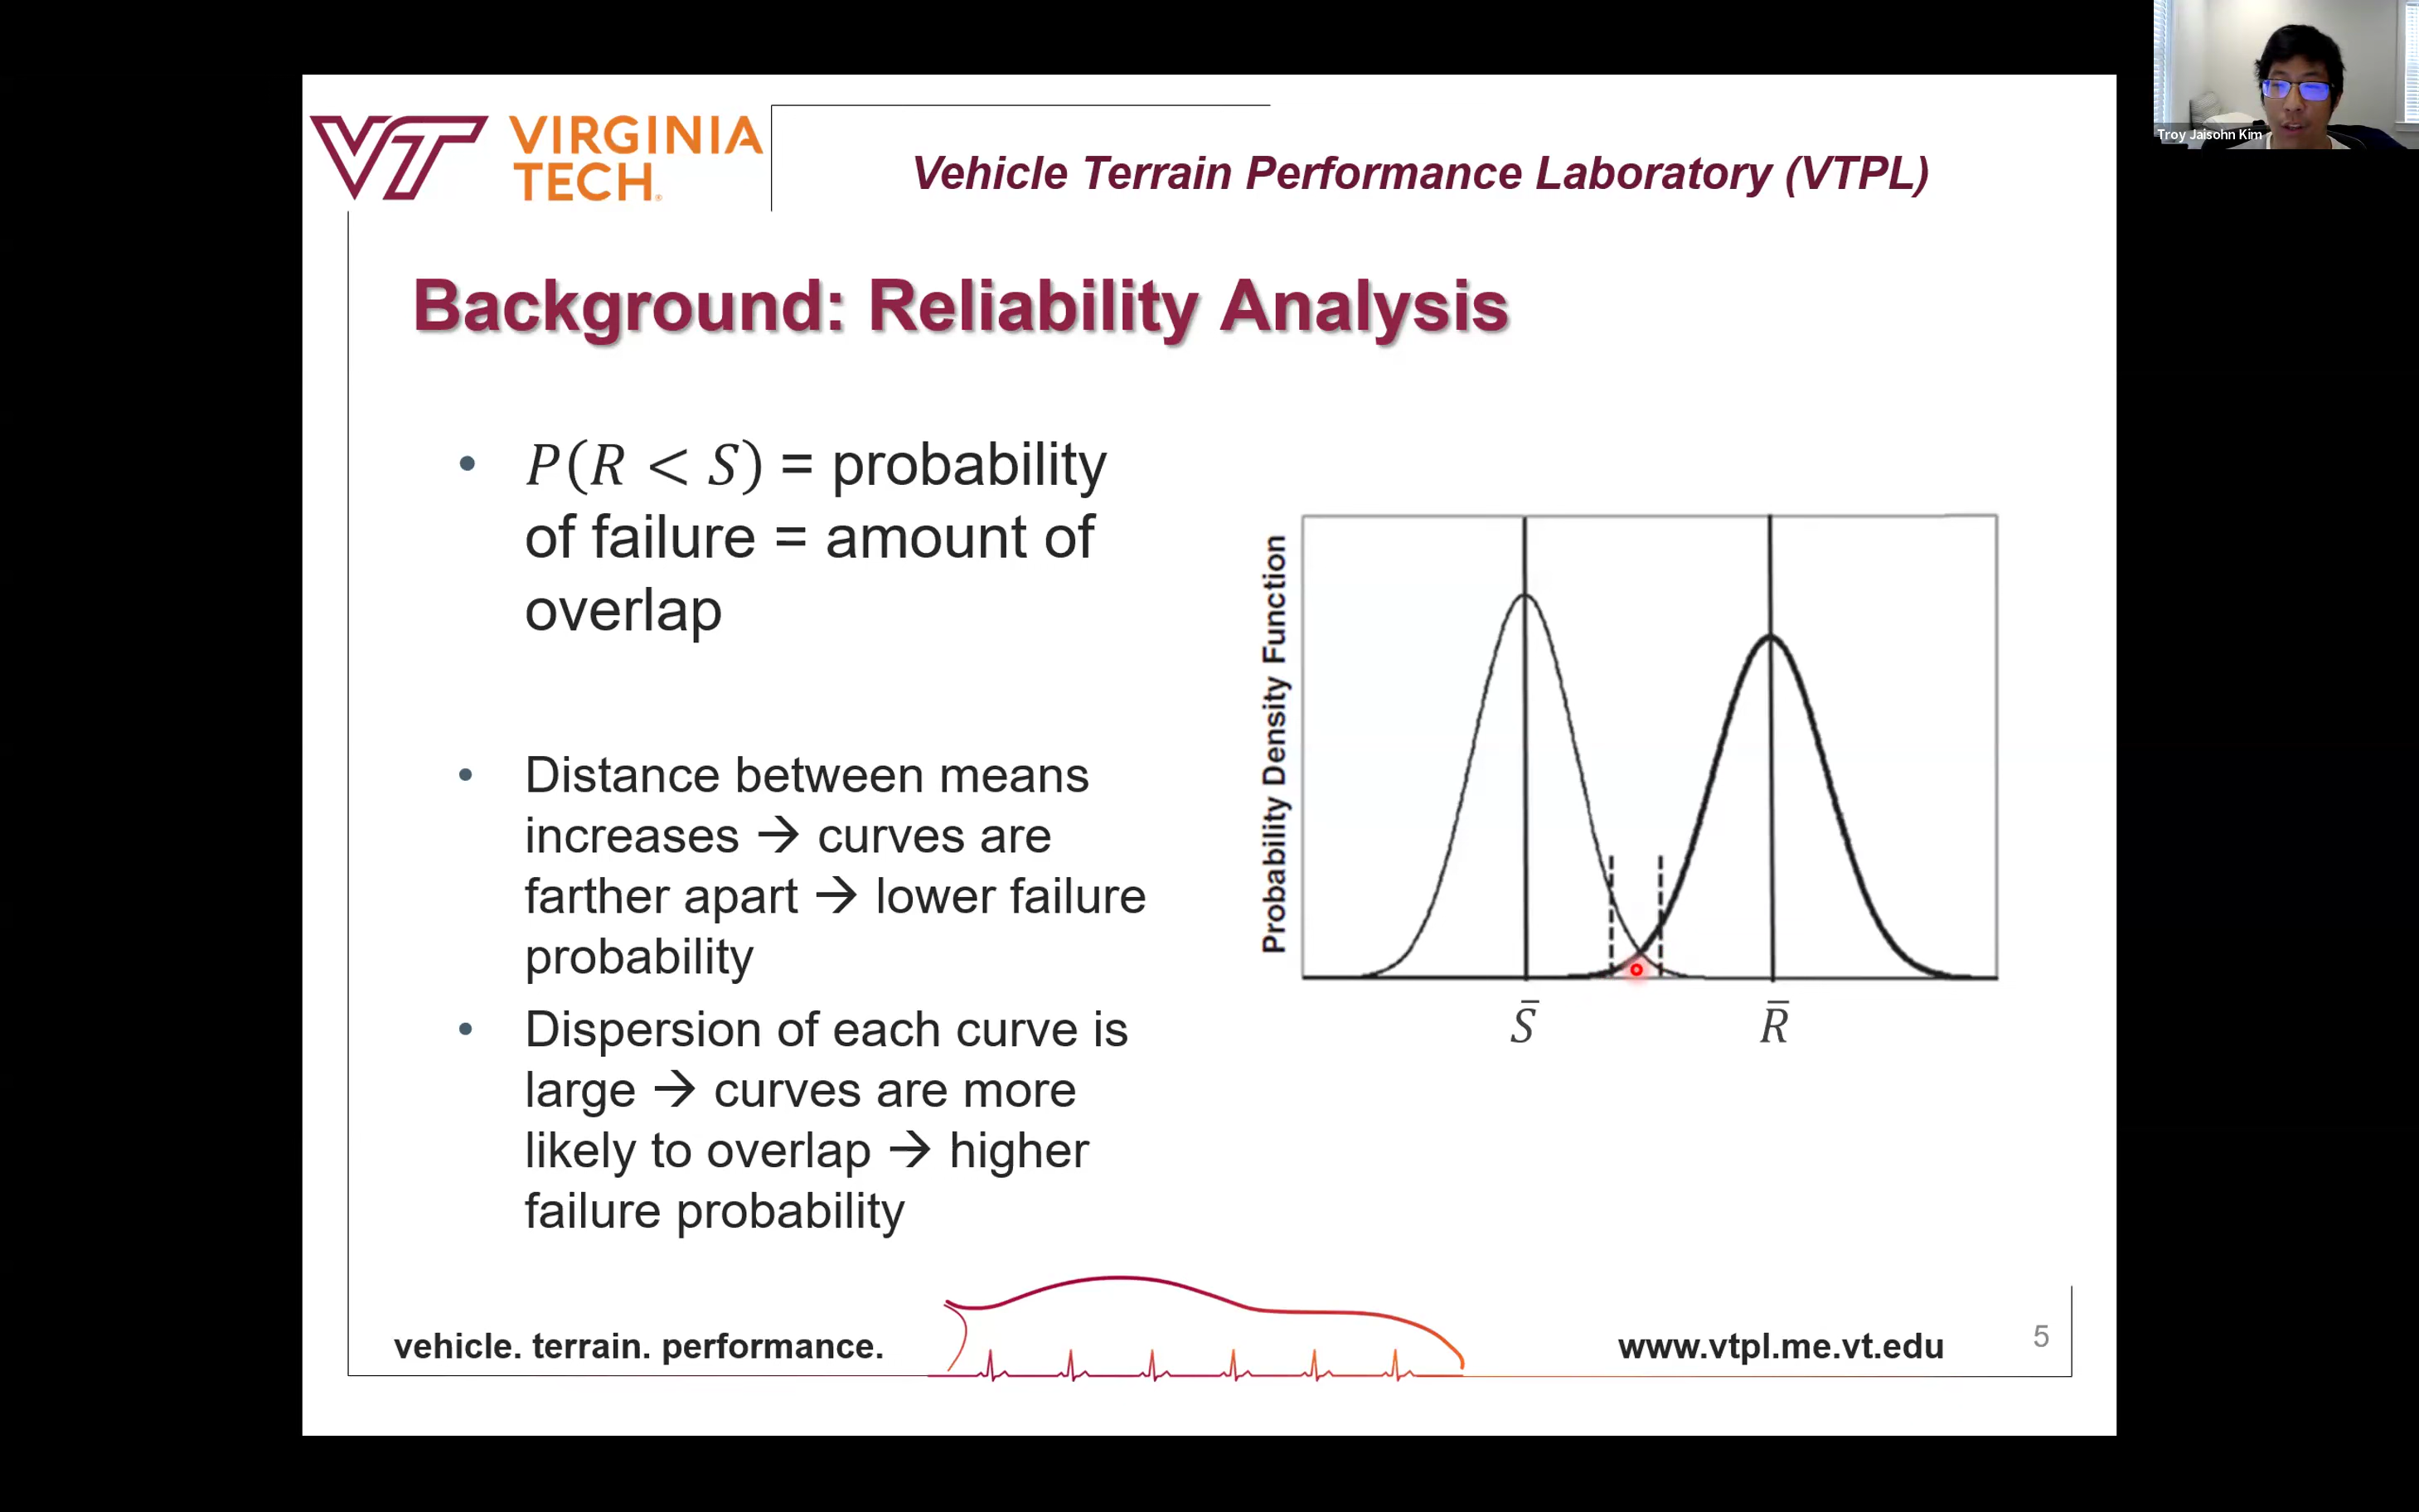 VT VIRGINIA
TECH®
Vehicle Terrain Performance Laboratory (VTPL)
Troy Jaisohn Kim
Background: Reliability Analysis
• P(R < S) = probability
of failure = amount of
overlap
• Distance between means
increases → curves are
farther apart → lower failure
probability
• Dispersion of each curve is
large → curves are more
likely to overlap → higher
failure probability
Probability Density Function
S̅
R̅
vehicle. terrain. performance.
www.vtpl.me.vt.edu
5